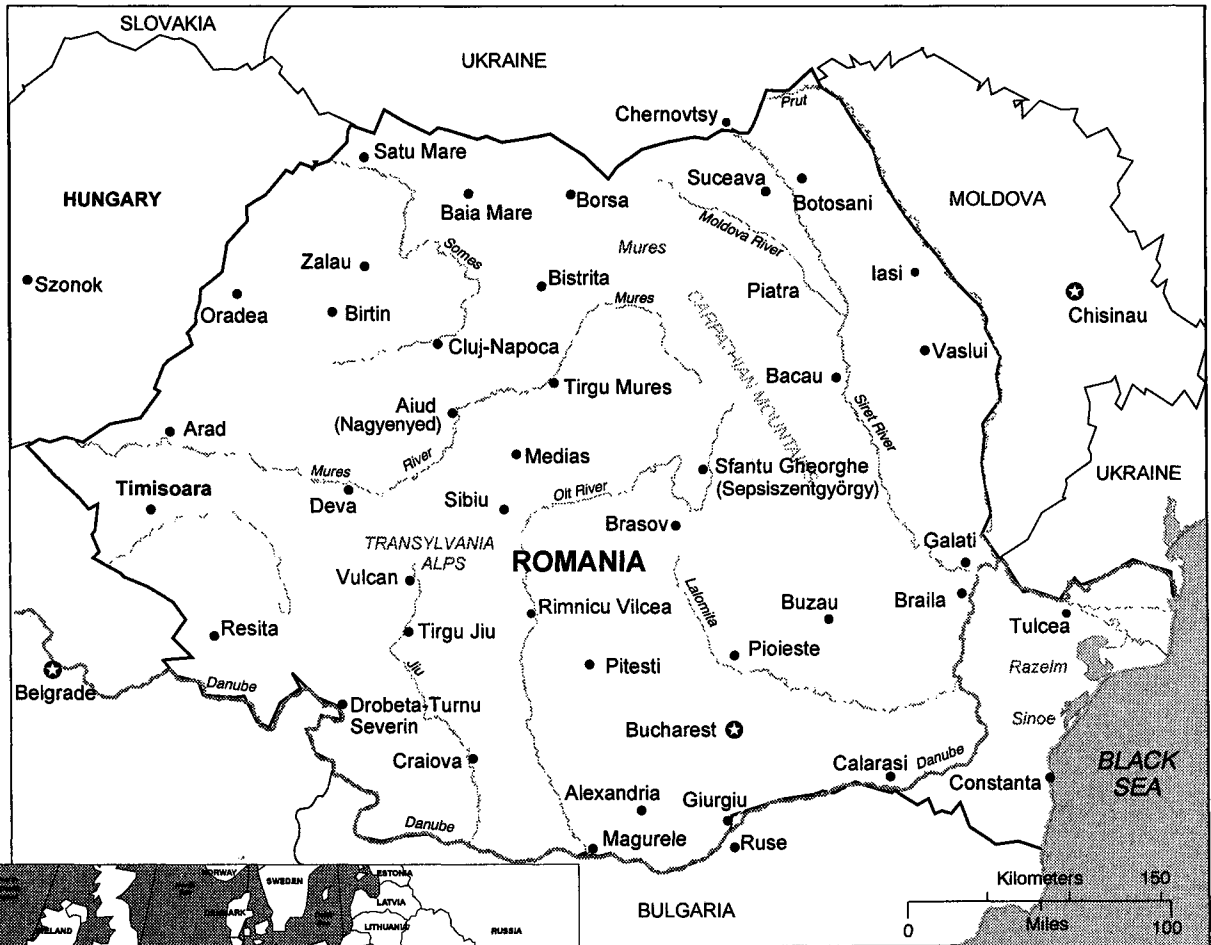 SLOVAKIA
UKRAINE
Chernovtsy
Prut
Satu Mare
HUNGARY
Baia Mare
Borsa
Suceava
Botosani
MOLDOVA
Moldova River
Somes
Mures
Zalau
Szonok
Oradea
Birtin
Bistrita
Mures
Piatra
Iasi
Chisinau
CARPATHIAN MOUNTAI
Cluj-Napoca
Vaslui
Tirgu Mures
Bacau
Aiud
(Nagyenyed)
Siret River
Arad
River
Medias
Sfantu Gheorghe
(Sepsiszentgyörgy)
UKRAINE
Mures
Timisoara
Deva
Sibiu
Olt River
Brasov
TRANSYLVANIA
ALPS
ROMANIA
Galati
Vulcan
Lalomita
Rimnicu Vilcea
Buzau
Braila
Tulcea
Resita
Tirgu Jiu
Pioieste
Razelm
Jiu
Pitesti
Belgrade
Danube
Drobeta-Turnu
Severin
Sinoe
Bucharest
Craiova
Calarasi
Danube
Constanta
BLACK
SEA
Alexandria
Giurgiu
Danube
Magurele
Ruse
Kilometers
150
BULGARIA
0
Miles
100
NORWAY
SWEDEN
ESTONIA
LATVIA
DENMARK
LITHUANIA
IRELAND
RUSSIA